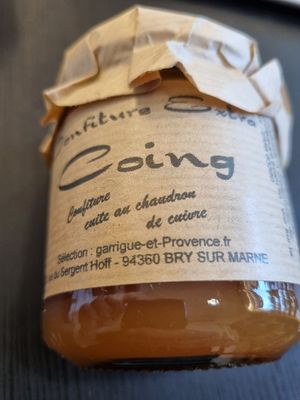 Confiture Extra
Coing
Confiture
cuite au chaudron
de cuivre
Sélection : garrigue-et-Provence.fr
du Sergent Hoff - 94360 BRY SUR MARNE